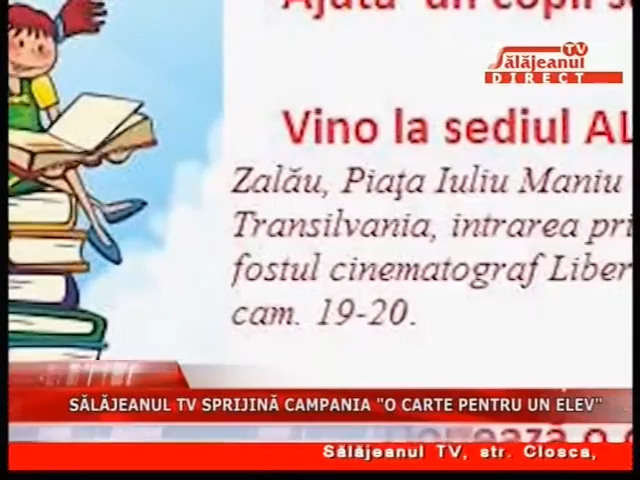 Ajută un copil s
TV
Sălăjeanul
DIRECT
Vino la sediul AL
Zalău, Piaţa Iuliu Maniu
Transilvania, intrarea pri
fostul cinematograf Liber
cam. 19-20.
SĂLĂJEANUL TV SPRIJINĂ CAMPANIA "O CARTE PENTRU UN ELEV"
Sălăjeanul TV, str. Closca,